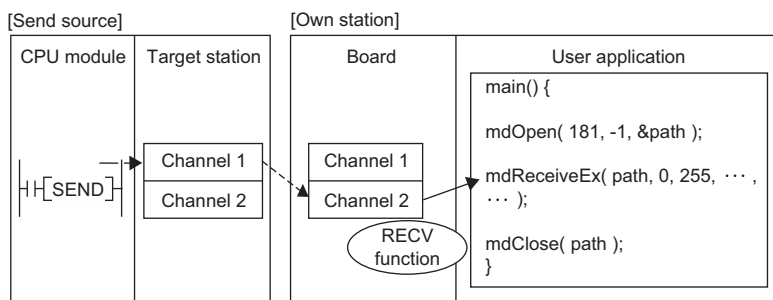 [Send source]
[Own station]
CPU module
Target station
Board
User application
SEND
Channel 1
Channel 2
Channel 1
Channel 2
RECV
function
main() {
mdOpen( 181, -1, &path );
mdReceiveEx( path, 0, 255, ··· ,
··· );
mdClose( path );
}